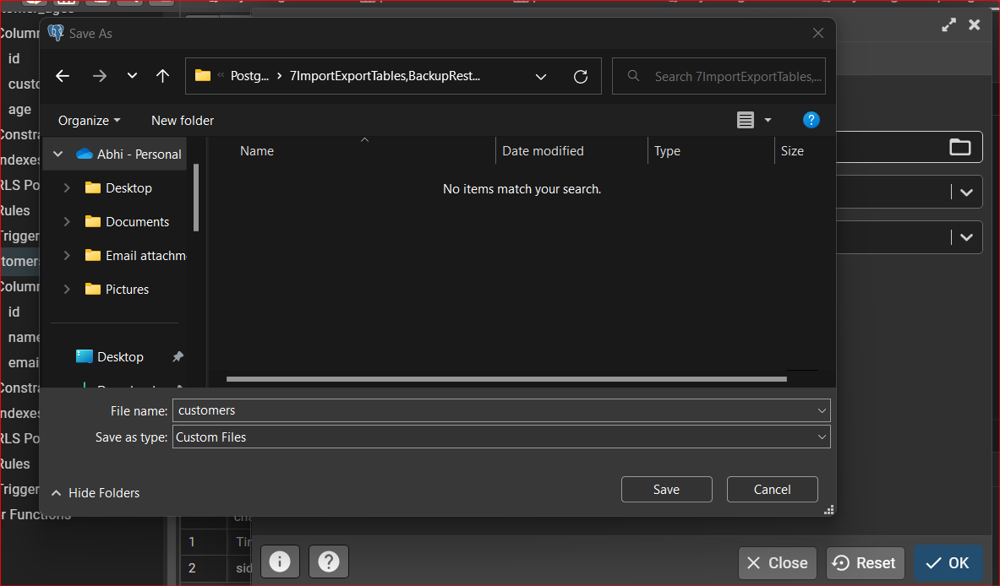 Save As
Postg... › 7ImportExportTables,BackupRest...
Search 7ImportExportTables,...
Organize
New folder
Abhi - Personal
Desktop
Documents
Email attachm
Pictures
Desktop
Name
Date modified
Type
Size
No items match your search.
File name: customers
Save as type: Custom Files
Hide Folders
Save
Cancel
Colum
id
custo
age
Constra
ndexes
RLS Po
Rules
Trigger
tomers
Colum
id
name
emai
Constra
ndexes
RLS Po
Rules
Trigger
r Functions
1
Tir
2
sid
Close
Reset
OK